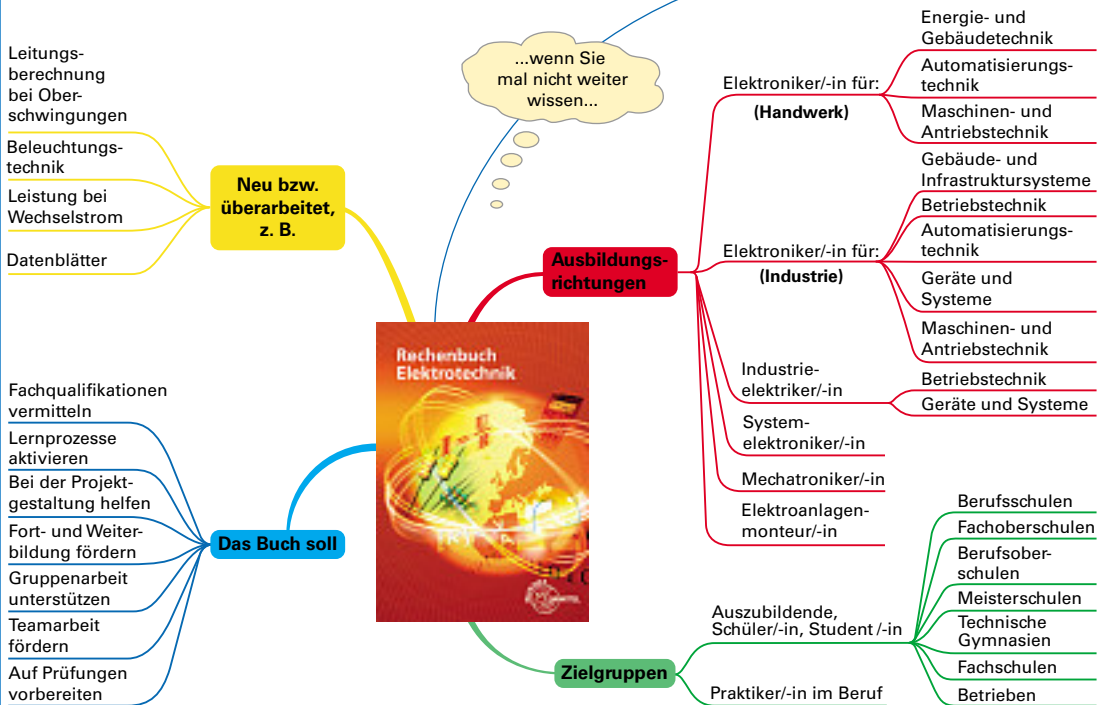 Leitungs-
berechnung
bei Ober-
schwingungen
Beleuchtungs-
technik
Leistung bei
Wechselstrom
Datenblätter
Neu bzw.
überarbeitet,
z. B.
...wenn Sie
mal nicht weiter
wissen...
Ausbildungs-
richtungen
Elektroniker/-in für:
(Handwerk)
Energie- und
Gebäudetechnik
Automatisierungs-
technik
Maschinen- und
Antriebstechnik
Elektroniker/-in für:
(Industrie)
Gebäude- und
Infrastruktursysteme
Betriebstechnik
Automatisierungs-
technik
Geräte und
Systeme
Maschinen- und
Antriebstechnik
Industrie-
elektriker/-in
Betriebstechnik
Geräte und Systeme
System-
elektroniker/-in
Mechatroniker/-in
Elektroanlagen-
monteur/-in
Rechenbuch
Elektrotechnik
Fachqualifikationen
vermitteln
Lernprozesse
aktivieren
Bei der Projekt-
gestaltung helfen
Fort- und Weiter-
bildung fördern
Gruppenarbeit
unterstützen
Teamarbeit
fördern
Auf Prüfungen
vorbereiten
Das Buch soll
Zielgruppen
Auszubildende,
Schüler/-in, Student /-in
Berufsschulen
Fachoberschulen
Berufsober-
schulen
Meisterschulen
Technische
Gymnasien
Fachschulen
Betrieben
Praktiker/-in im Beruf